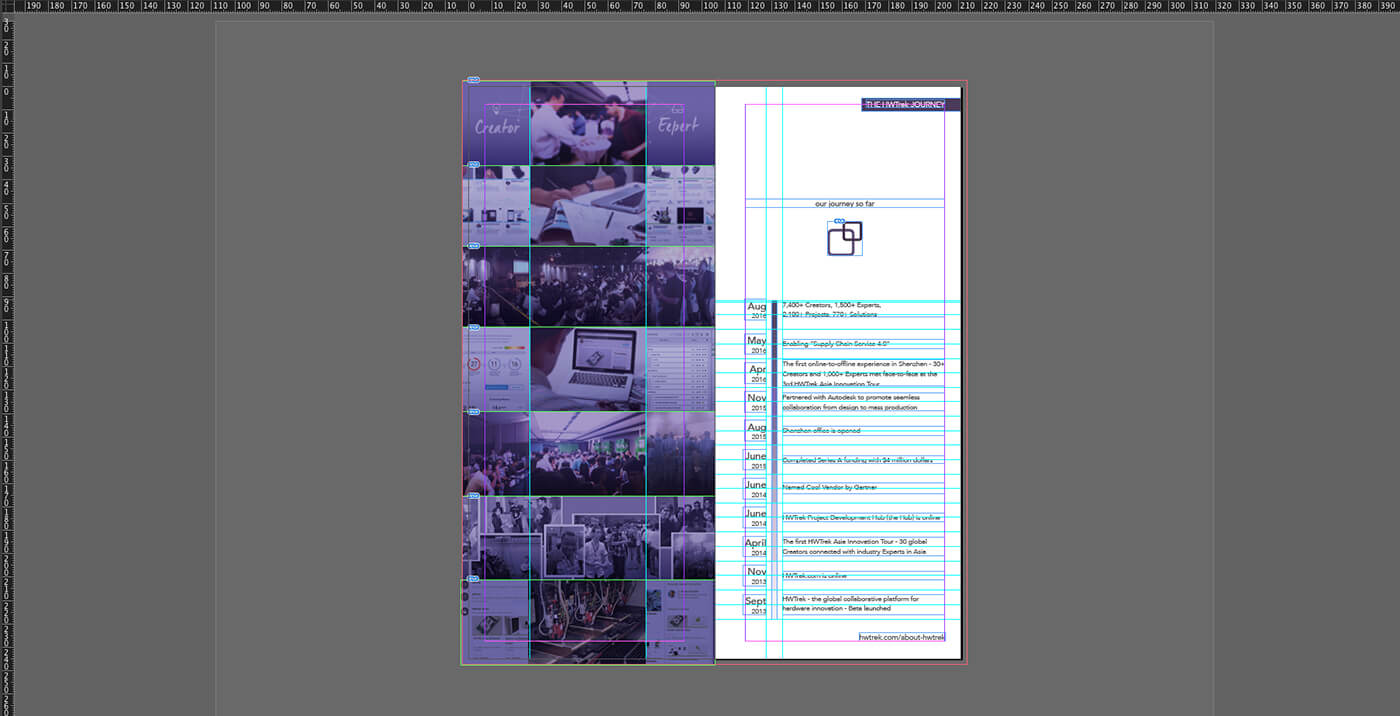 190 180 170 160 150 140 130 120 110 100 90 80 70 60 50 40 30 20 10 0 10 20 30 40 50 60 70 80 90 100 110 120 130 140 150 160 170 180 190 200 210 220 230 240 250 260 270 280 290 300 310 320 330 340 350 360 370 380 390
Creator
Eepert
27 11 16
THE HWTrek JOURNEY
our journey so far
Aug
2016
7,400+ Creators, 1,500+ Experts,
2,100+ Projects, 770+ Solutions
May
2016
Enabling "Supply Chain Service 4.0"
Apr
2016
The first online-to-offline experience in Shenzhen - 30+
Creators and 1,000+ Experts met face-to-face at the
3rd HWTrek Asia Innovation Tour
Nov
2015
Partnered with Autodesk to promote seamless
collaboration from design to mass production
Aug
2015
Shenzhen office is opened
June
2015
Completed Series A funding with $4 million dollars
June
2014
Named Cool Vendor by Gartner
June
2014
HWTrek Project Development Hub (the Hub) is online
April
2014
The first HWTrek Asia Innovation Tour - 30 global
Creators connected with industry Experts in Asia
Nov
2013
HWTrek.com is online
Sept
2013
HWTrek - the global collaborative platform for
hardware innovation - Beta launched
hwtrek.com/about-hwtrek